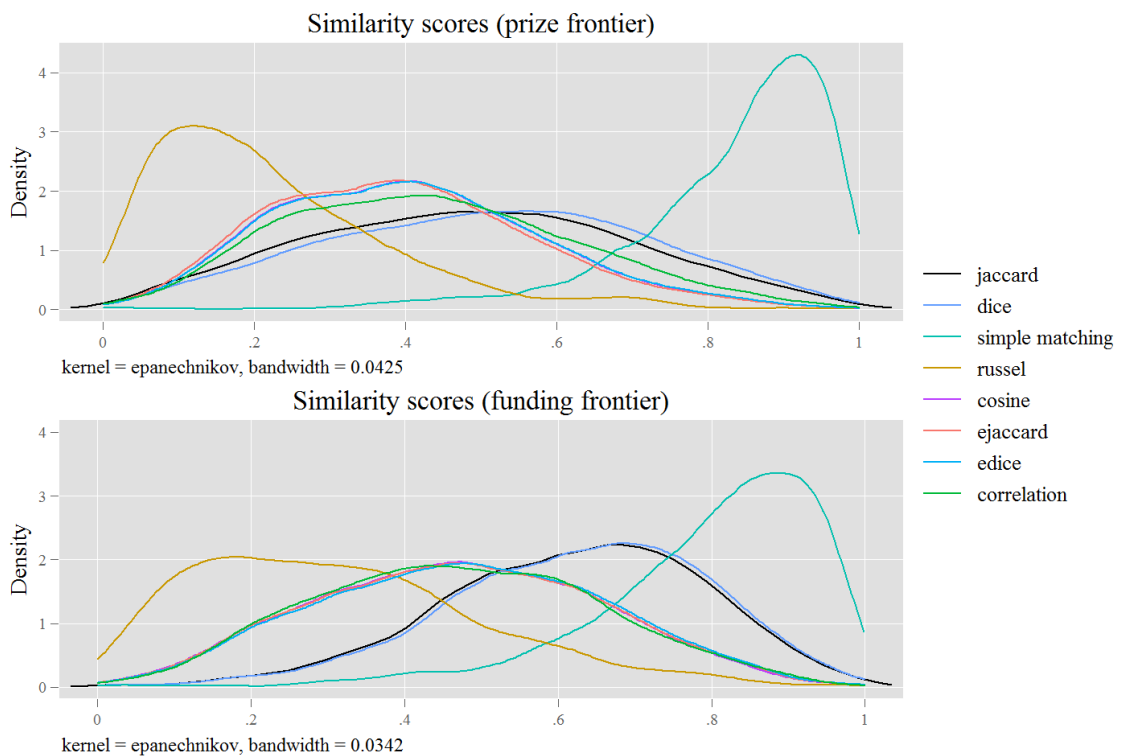 Similarity scores (prize frontier)
Density
4
3
2
1
0
0 .2 .4 .6 .8 1
kernel = epanechnikov, bandwidth = 0.0425
Similarity scores (funding frontier)
Density
4
3
2
1
0
0 .2 .4 .6 .8 1
kernel = epanechnikov, bandwidth = 0.0342
jaccard
dice
simple matching
russel
cosine
ejaccard
edice
correlation